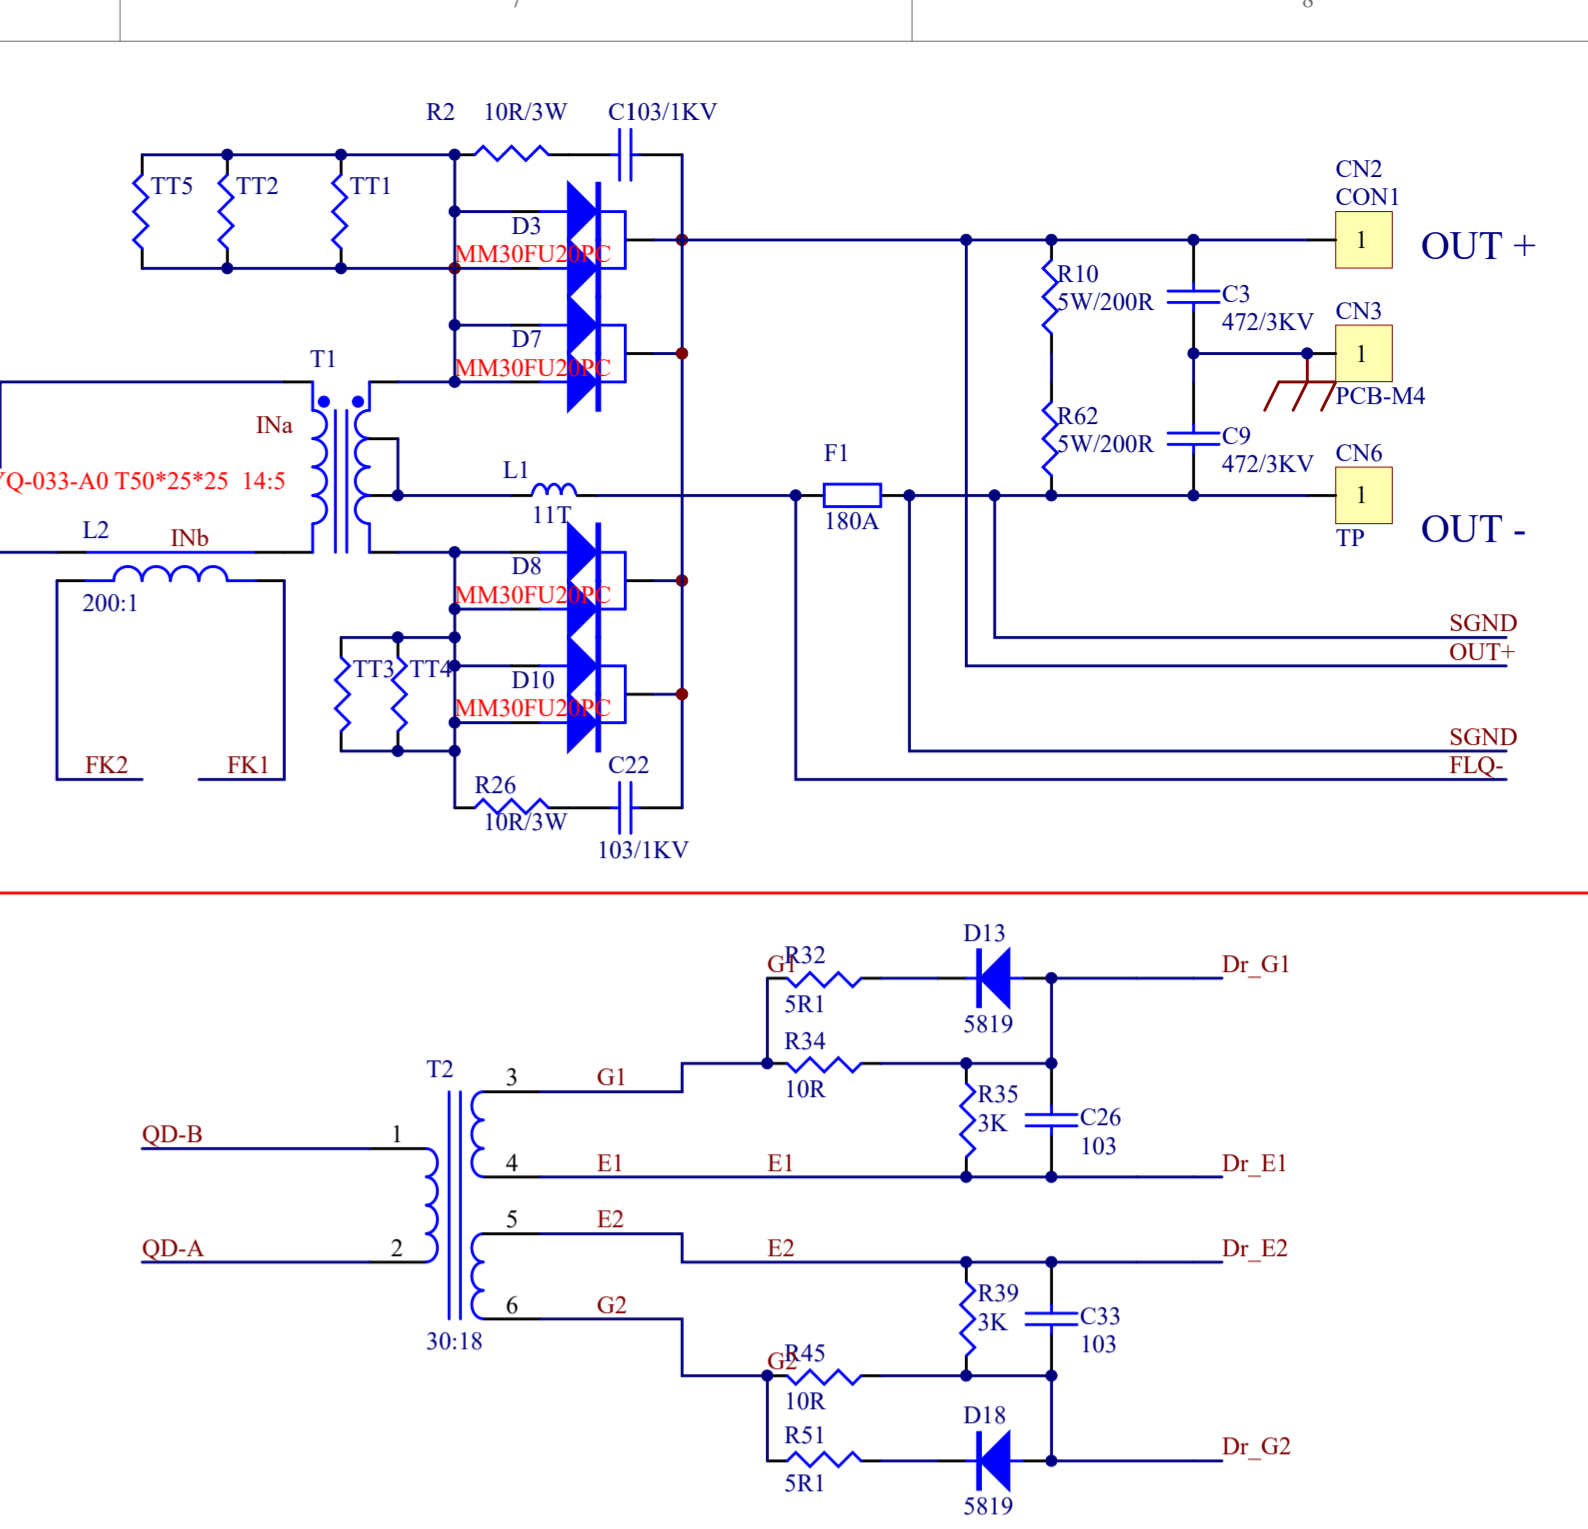 R2 10R/3W C103/1KV
TT5 TT2 TT1
D3
MM30FU20PC
D7
MM30FU20PC
CN2
CON1
1 OUT +
R10
5W/200R
C3
472/3KV
CN3
1
PCB-M4
T1
INa
YQ-033-A0 T50*25*25 14:5
R62
5W/200R
C9
472/3KV
CN6
1
TP OUT -
L1
11T
F1
180A
L2 INb
200:1
FK2 FK1
D8
MM30FU20PC
TT3 TT4
D10
MM30FU20PC
R26
10R/3W
C22
103/1KV
SGND
OUT+
SGND
FLQ-
D13
G1 R32 Dr_G1
5R1 5819
R34
10R
T2 3 G1
R35
3K
C26
103
QD-B 1
4 E1 E1 Dr_E1
5 E2
QD-A 2 E2 Dr_E2
R39
3K
C33
103
6 G2
30:18
G2 R45
10R
D18
R51 Dr_G2
5R1 5819